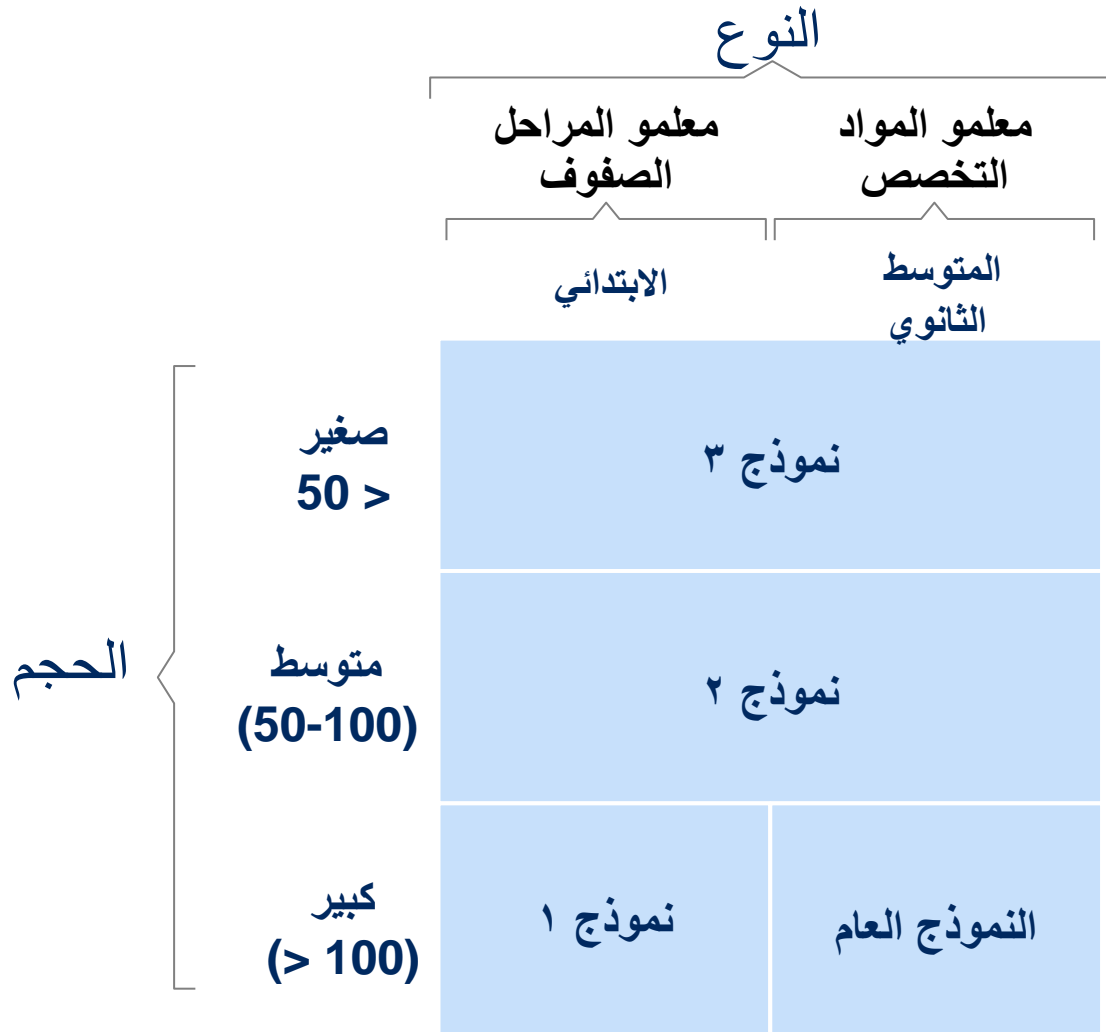 النوع
معلمو المواد
التخصص
معلمو المراحل
الصفوف
المتوسط
الثانوي
الابتدائي
الحجم
صغير
50 >
نموذج ٣
متوسط
(50-100)
نموذج ٢
كبير
(> 100)
النموذج العام
نموذج ١